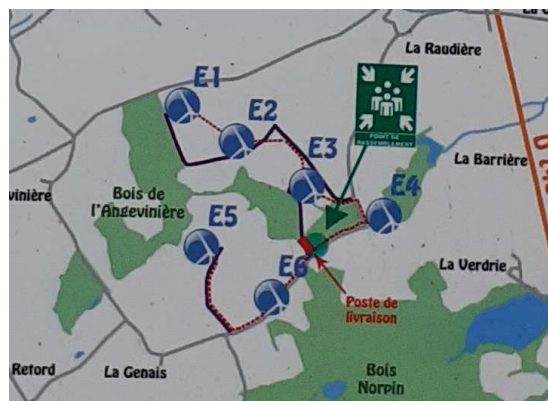 La Raudière
E1
E2
POINT DE
RASSEMBLEMENT
E3
La Barrière
Bois de
l'Angevinière
vinière
E4
E5
E6
La Verdrie
Poste de
livraison
Retord
La Genais
Bois
Norpin